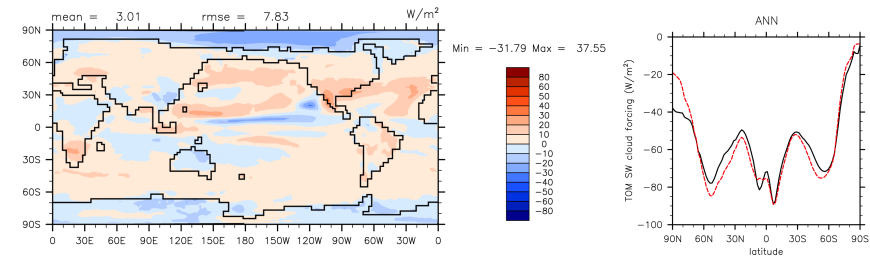 mean = 3.01 rmse = 7.83 W/m²
90N
60N
30N
0
30S
60S
90S
0 30E 60E 90E 120E 150E 180 150W 120W 90W 60W 30W 0
Min = −31.79 Max = 37.55
80
70
60
50
40
30
20
10
0
−10
−20
−30
−40
−50
−60
−70
−80
ANN
TOM SW cloud forcing (W/m²)
0
−20
−40
−60
−80
−100
90N 60N 30N 0 30S 60S 90S
latitude